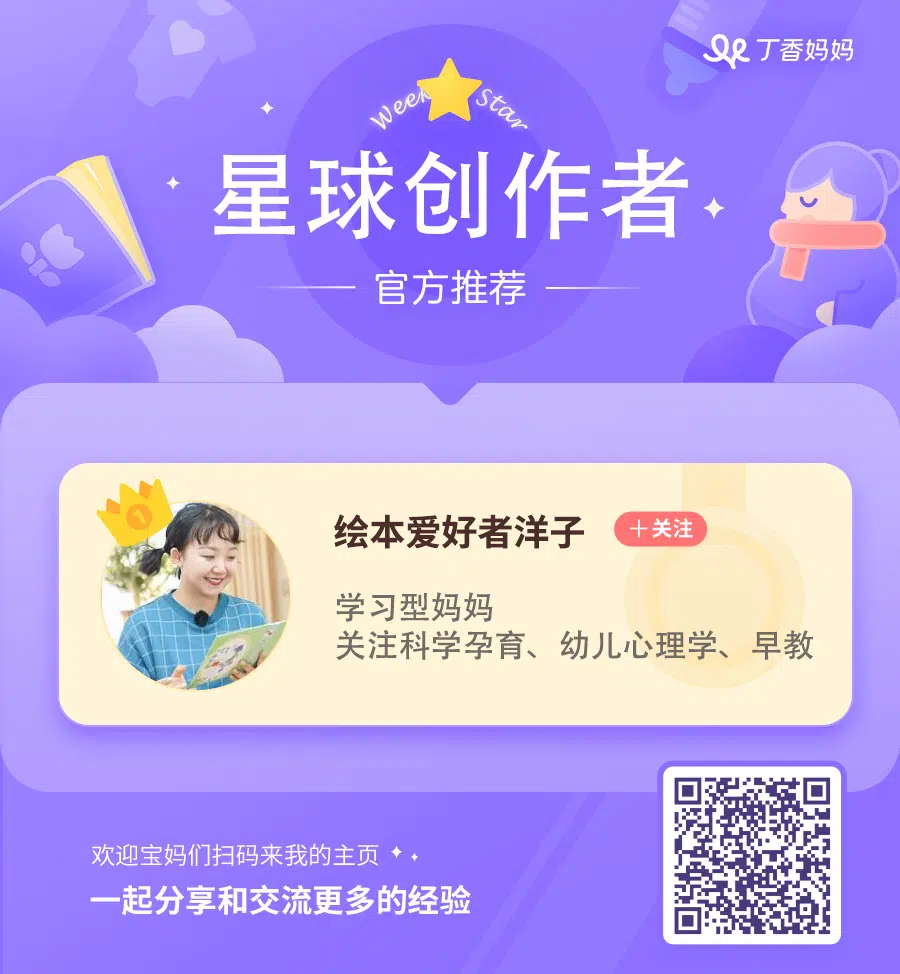 丁香妈妈
Week Star
星球创作者
官方推荐
1
绘本爱好者洋子
+关注
学习型妈妈
关注科学孕育、幼儿心理学、早教
欢迎宝妈们扫码来我的主页
一起分享和交流更多的经验